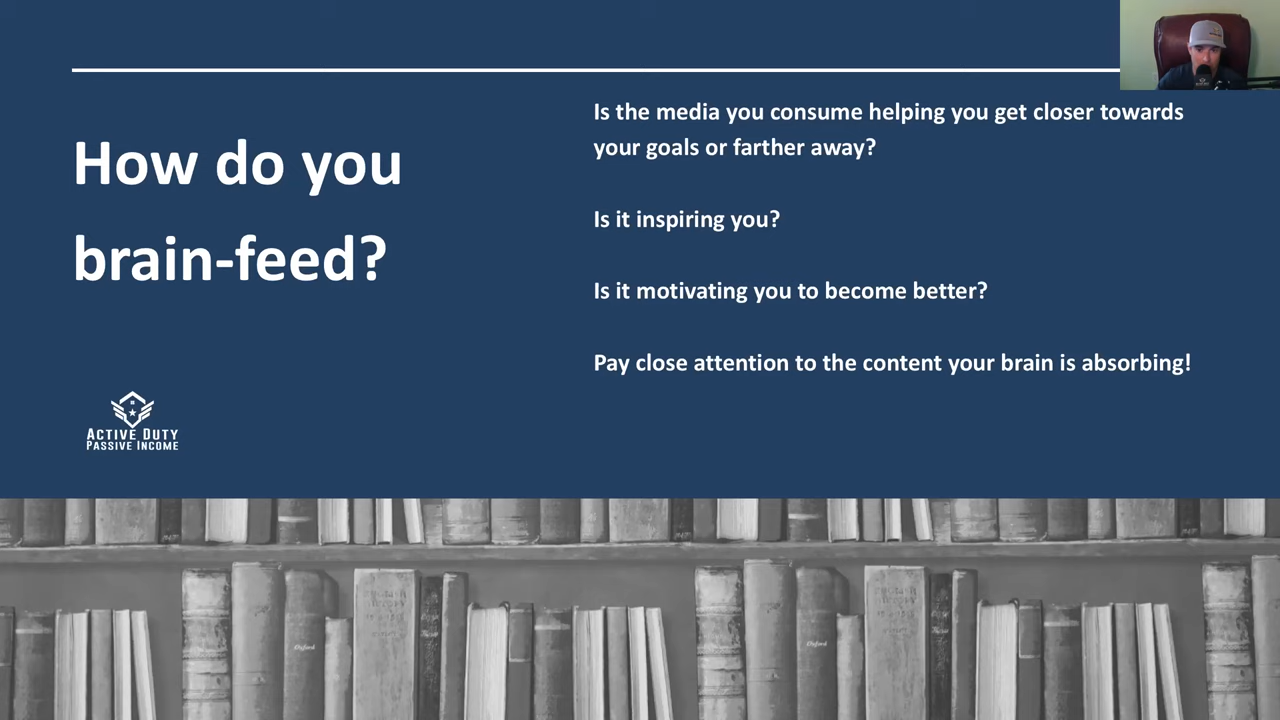 How do you
brain-feed?
Is the media you consume helping you get closer towards
your goals or farther away?
Is it inspiring you?
Is it motivating you to become better?
Pay close attention to the content your brain is absorbing!
ACTIVE DUTY
PASSIVE INCOME
Oxford
Oxford